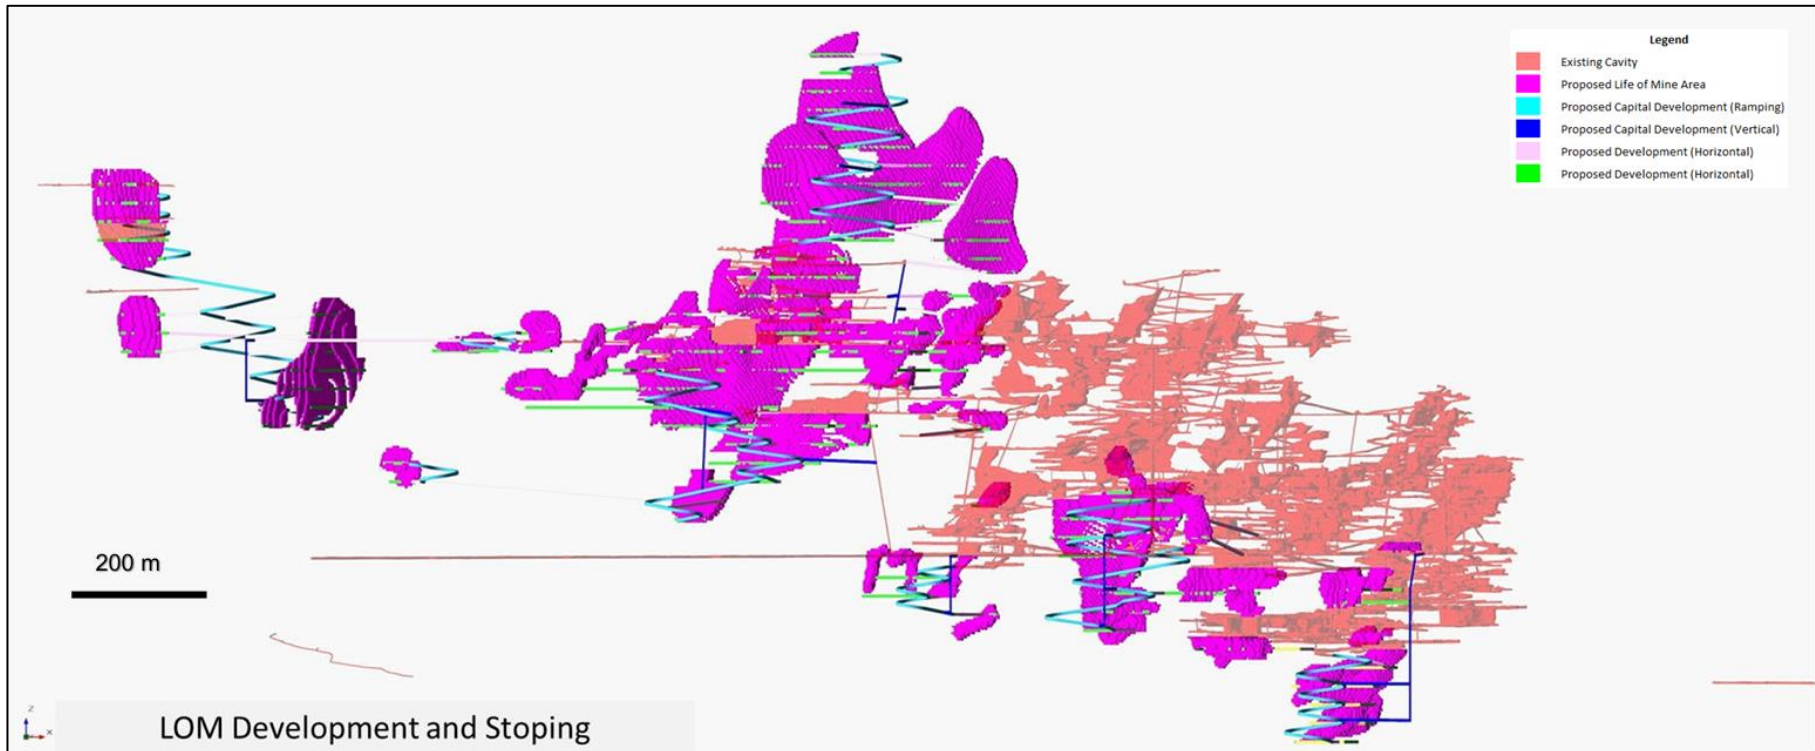 Legend
Existing Cavity
Proposed Life of Mine Area
Proposed Capital Development (Ramping)
Proposed Capital Development (Vertical)
Proposed Development (Horizontal)
Proposed Development (Horizontal)
200 m
Z
X
LOM Development and Stoping